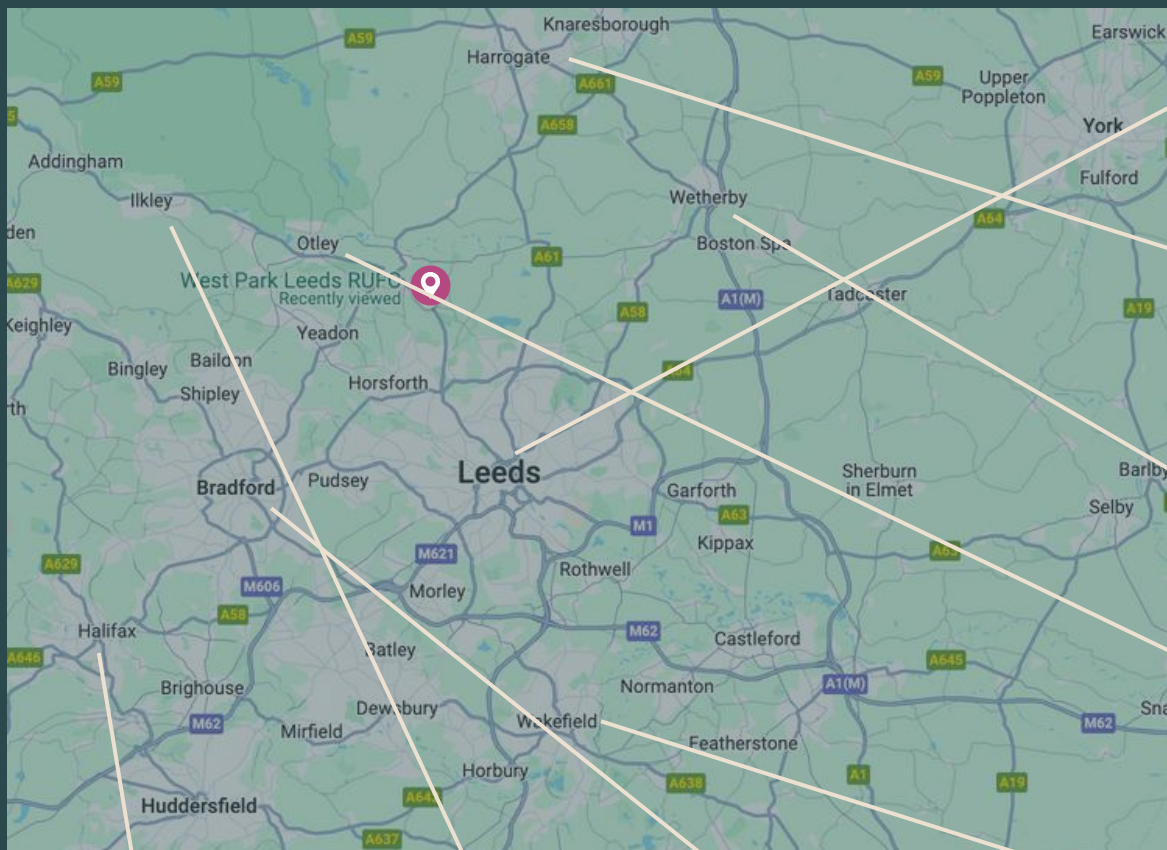 Knaresborough
Earswick
A59
Harrogate
A59
A59
A661
Upper
Poppleton
A658
York
Addingham
Fulford
Ilkley
Wetherby
A64
den
Otley
Boston Spa
A61
A629
West Park Leeds RUFC
Recently viewed
A1(M)
Tadcaster
A19
A58
Keighley
Yeadon
Bingley
Baildon
A64
Shipley
Horsforth
rth
Leeds
Sherburn
in Elmet
Barlby
Bradford
Pudsey
Garforth
Selby
A63
M1
Kippax
M621
A63
A629
Rothwell
M606
Morley
A58
Halifax
M62
Castleford
Batley
A646
A645
Brighouse
Normanton
A1(M)
Dewsbury
Sna
M62
Mirfield
Wakefield
M62
Featherstone
Horbury
A638
A1
A19
Huddersfield
A637